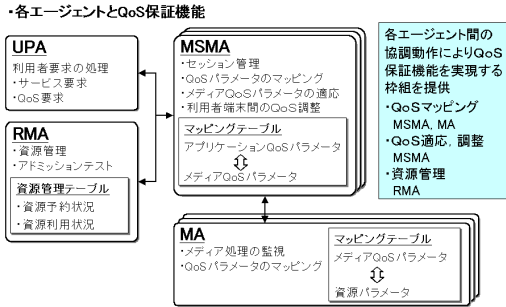 ・各エージェントとQoS保証機能
UPA
利用者要求の処理
・サービス要求
・QoS要求
RMA
・資源管理
・アドミッションテスト
資源管理テーブル
・資源予約状況
・資源利用状況
MSMA
・セッション管理
・QoSパラメータのマッピング
・メディアQoSパラメータの適応
・利用者端末間のQoS調整
マッピングテーブル
アプリケーションQoSパラメータ
メディアQoSパラメータ
MA
・メディア処理の監視
・QoSパラメータのマッピング
マッピングテーブル
メディアQoSパラメータ
資源パラメータ
各エージェント間の
協調動作によりQoS
保証機能を実現する
枠組を提供
・QoSマッピング
MSMA, MA
・QoS適応, 調整
MSMA
・資源管理
RMA